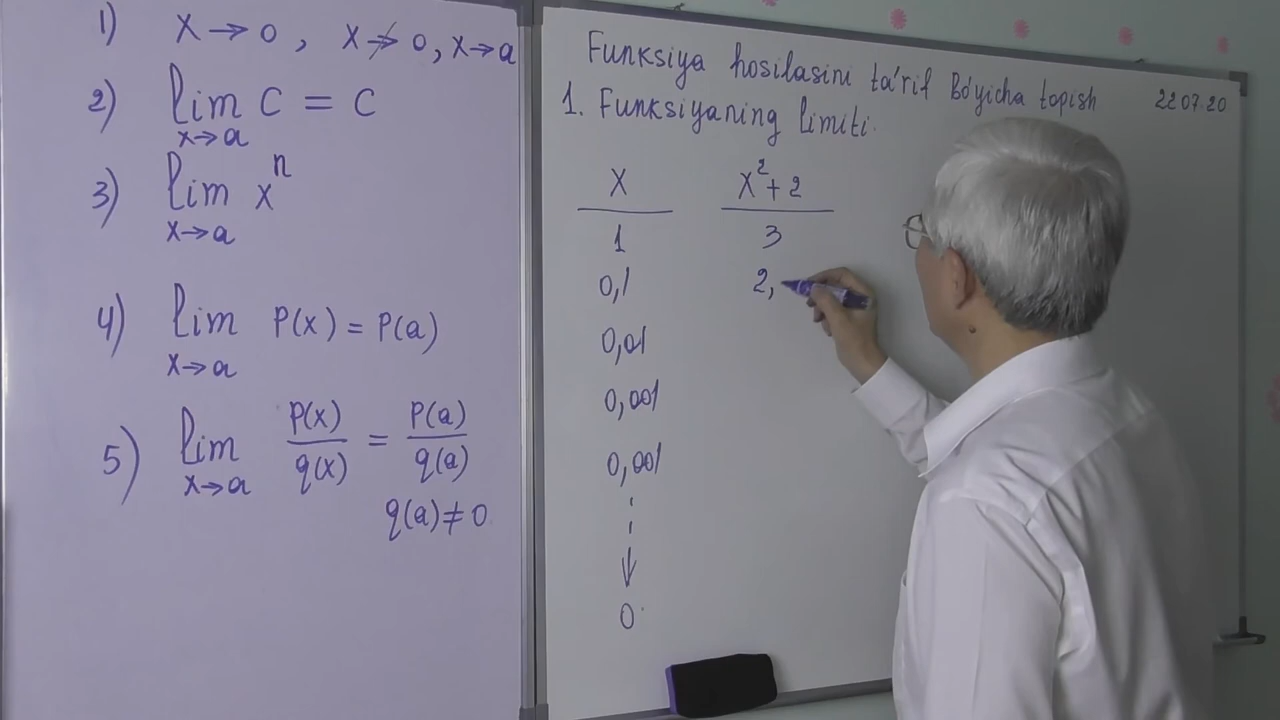 1) x → 0 , x ↛ 0, x → a
2) lim C = C
x→a
3) lim xⁿ
x→a
4) lim P(x) = P(a)
x→a
5) lim P(x)/q(x) = P(a)/q(a)
x→a
q(a) ≠ 0
Funksiya hosilasini ta'rif Bo'yicha topish 22 07.20
1. Funksiyaning limiti.
x x²+ 2
1 3
0,1 2,
0,01
0,001
0,001
0